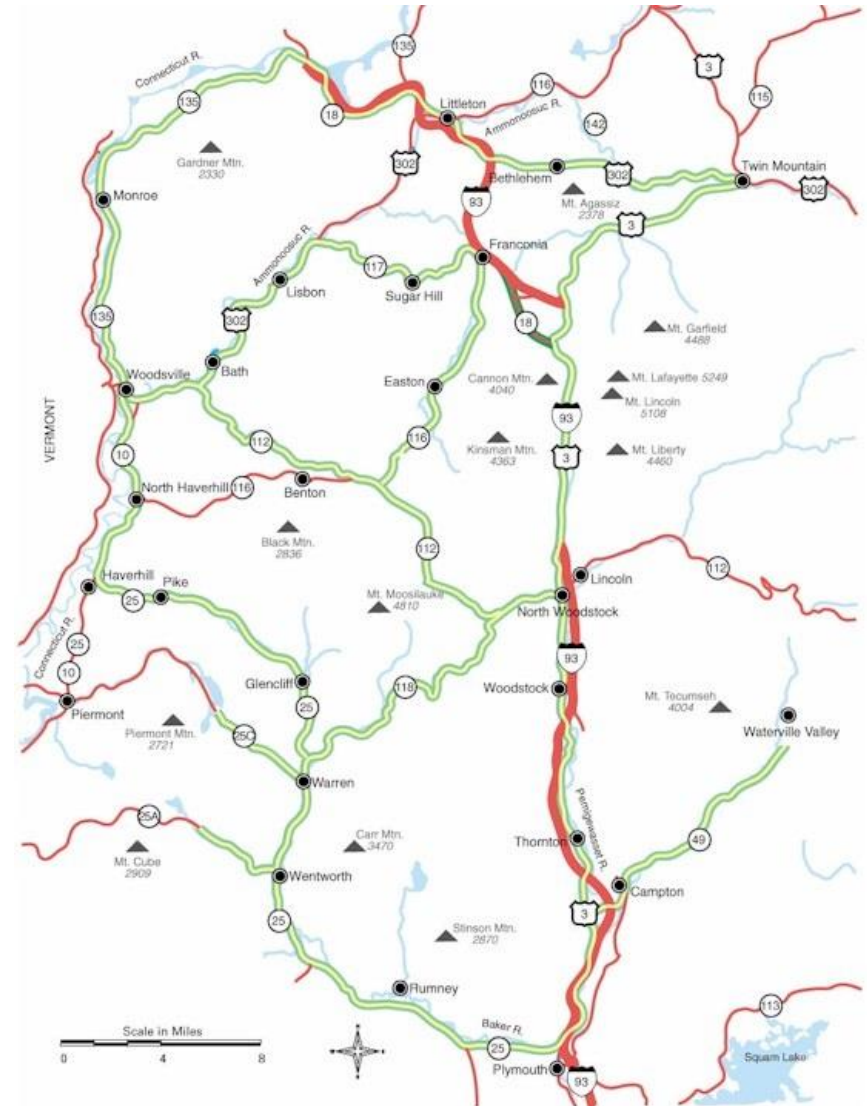 Connecticut R.
135
3
135
Littleton
116
115
18
Ammonoosuc R.
142
Gardner Mtn.
2330
302
Bethlehem
302
Twin Mountain
302
Monroe
93
Mt. Agassiz
2378
3
Franconia
Ammonoosuc R.
117
Lisbon
Sugar Hill
135
302
18
Mt. Garfield
4488
Bath
Woodsville
Easton
Cannon Mtn.
4040
Mt. Lafayette 5249
Mt. Lincoln
5108
93
VERMONT
10
112
116
Kinsman Mtn.
4363
3
Mt. Liberty
4460
North Haverhill
116
Benton
Black Mtn.
2836
112
Haverhill
Pike
25
Mt. Moosilauke
4810
Lincoln
112
North Woodstock
Connecticut R.
25
10
93
Glencliff
118
Woodstock
Mt. Tecumseh
4004
Piermont
25
Piermont Mtn.
2721
25C
Waterville Valley
Warren
25A
Pemigewasset R.
Carr Mtn.
3470
Thornton
49
Mt. Cube
2909
Wentworth
Campton
25
3
Stinson Mtn.
2870
Rumney
113
Scale in Miles
Baker R.
25
0 4 8
Squam Lake
Plymouth
93